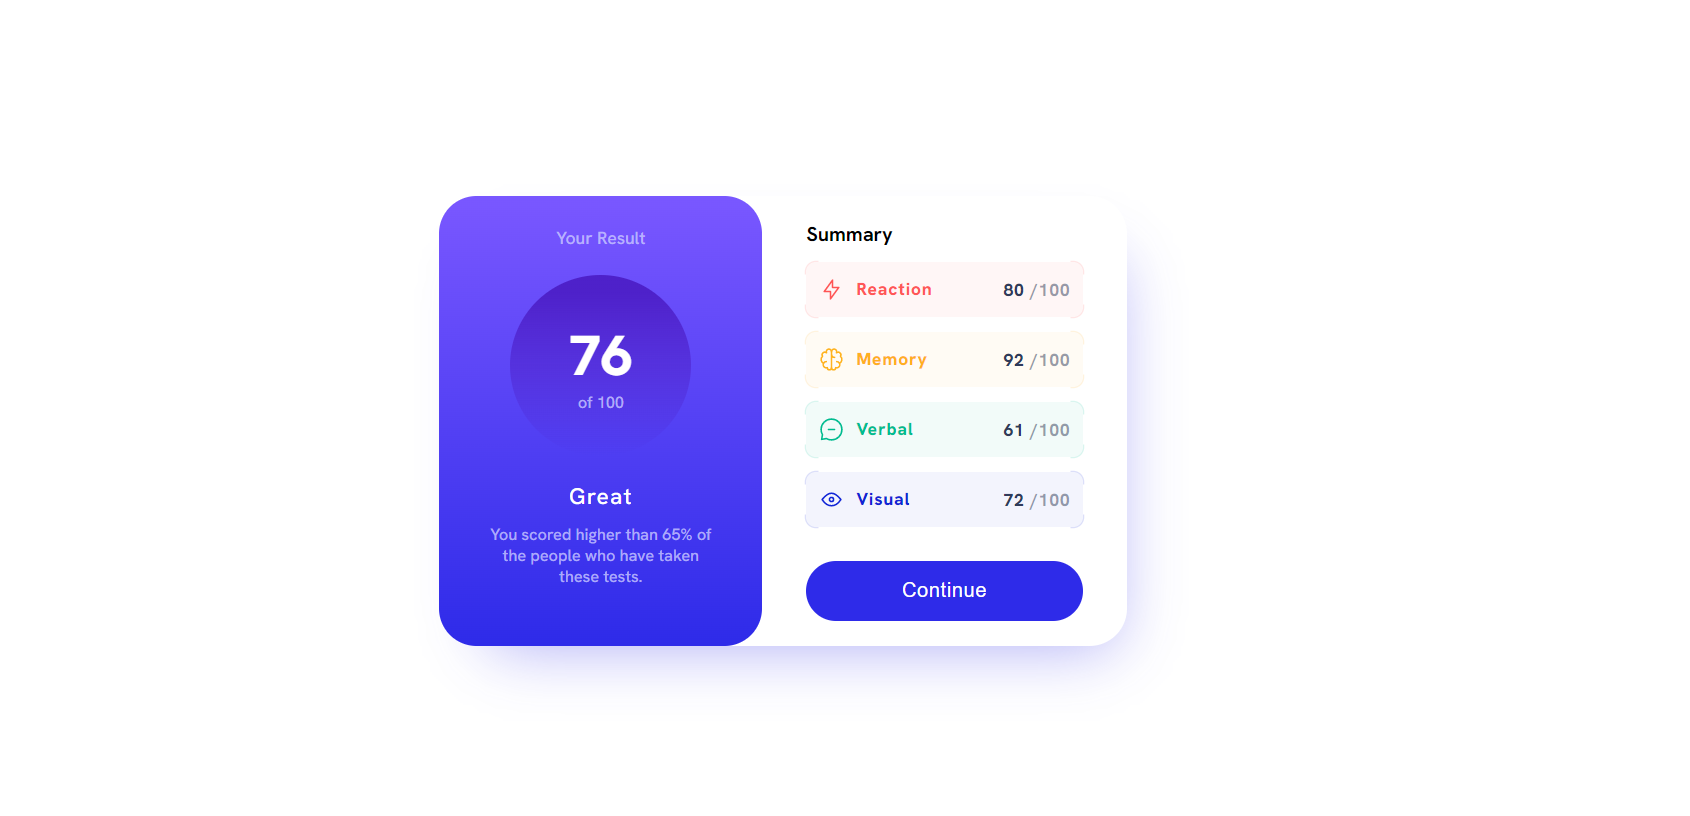 Your Result
76
of 100
Great
You scored higher than 65% of
the people who have taken
these tests.
Summary
Reaction 80 /100
Memory 92 /100
Verbal 61 /100
Visual 72 /100
Continue